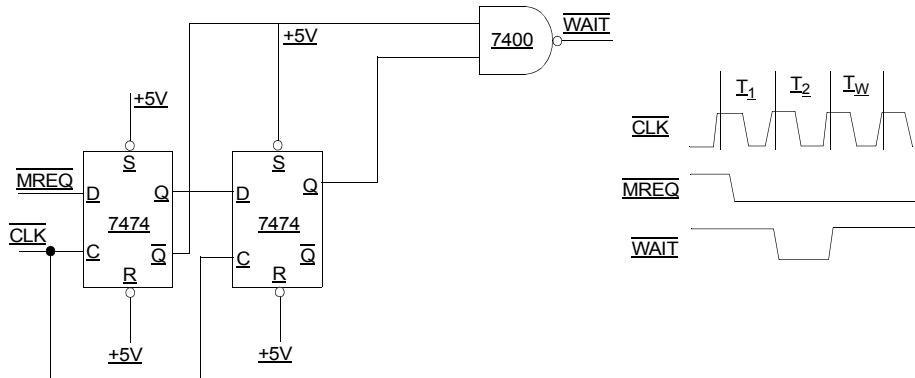 WAIT
+5V
7400
+5V
T1 T2 TW
CLK
S
S
MREQ
D
Q
D
Q
MREQ
7474
7474
CLK
C
Q
C
Q
WAIT
R
R
+5V
+5V